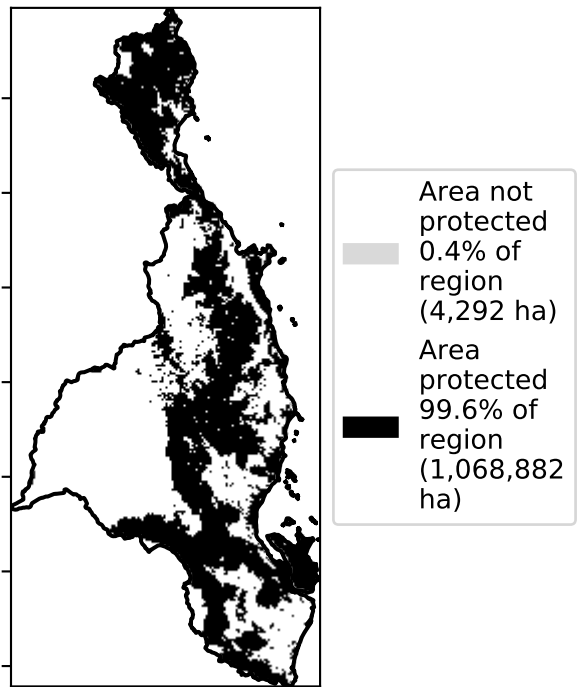 Area not
protected
0.4% of
region
(4,292 ha)
Area
protected
99.6% of
region
(1,068,882
ha)